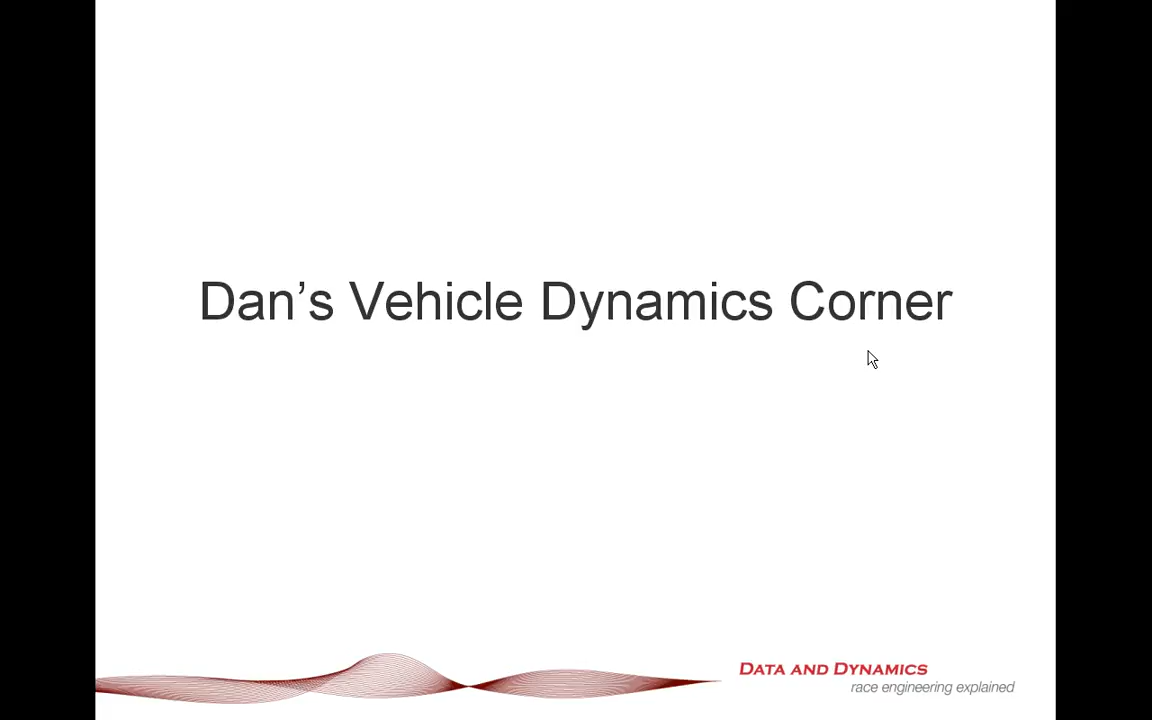 Dan’s Vehicle Dynamics Corner
DATA AND DYNAMICS
race engineering explained